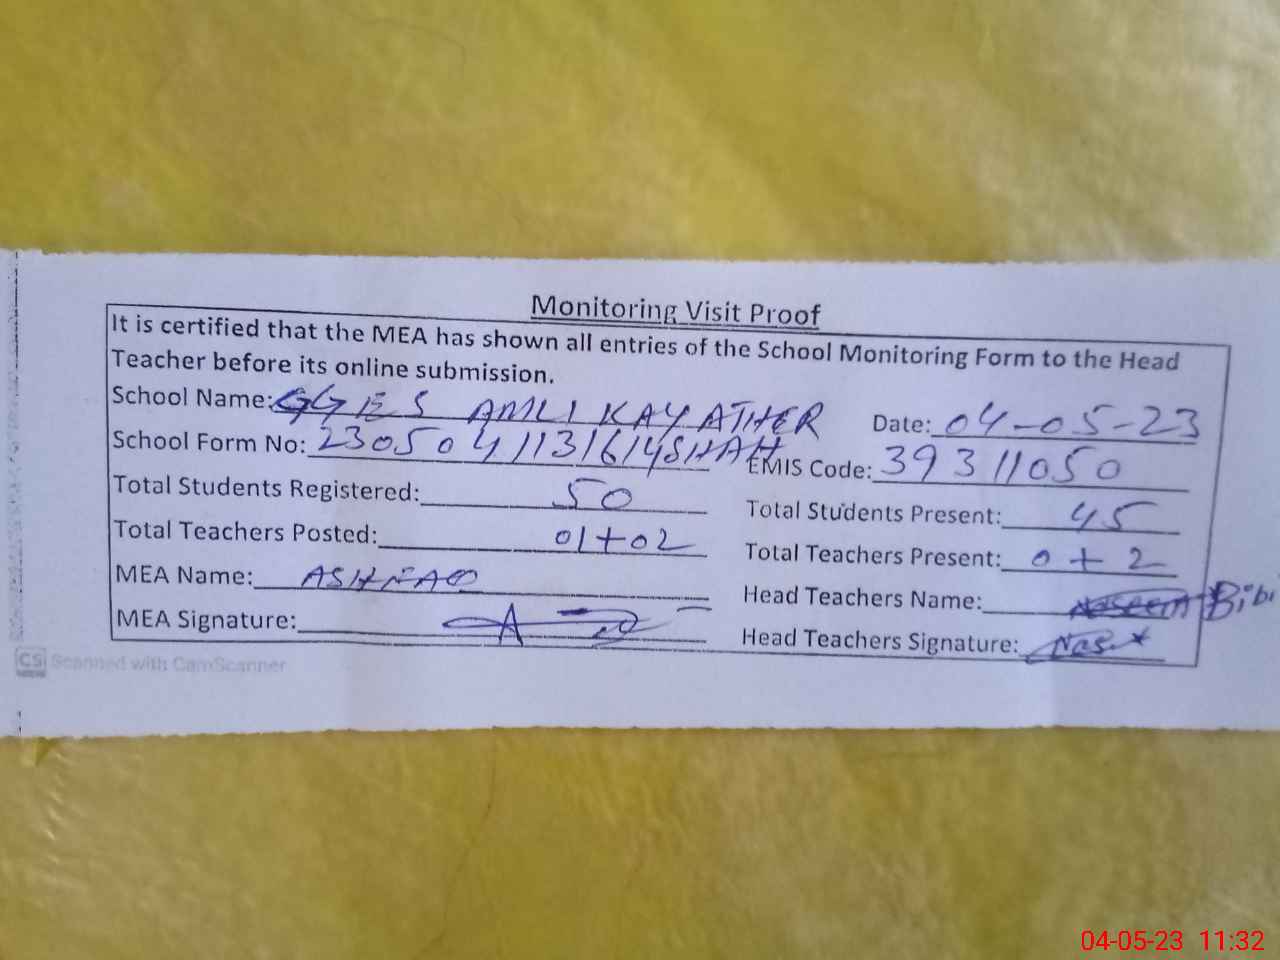 Monitoring Visit Proof
It is certified that the MEA has shown all entries of the School Monitoring Form to the Head
Teacher before its online submission.
School Name: GGES AMLI KAY ATHER Date: 04-05-23
SHAH
School Form No: 230504113161 EMIS Code: 39311050
Total Students Registered: 50 Total Students Present: 45
Total Teachers Posted: 01+02 Total Teachers Present: 0+2
MEA Name: ASHFAQ Head Teachers Name: Naseem Bibi
MEA Signature: Head Teachers Signature:
CS Scanned with CamScanner
04-05-23 11:32